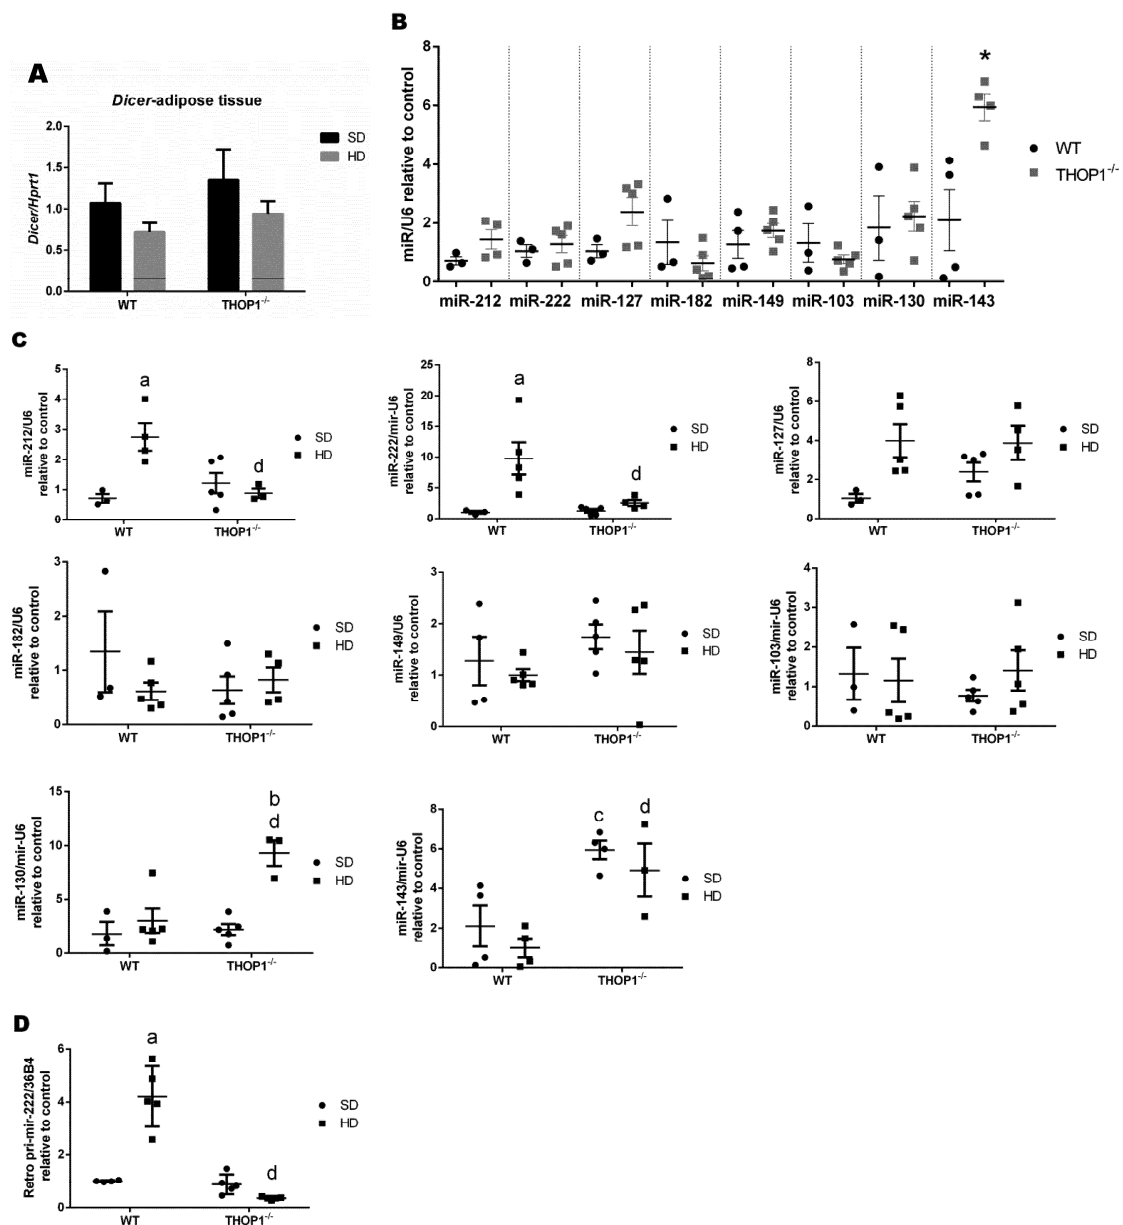 A
Dicer-adipose tissue
Dicer/Hprt1
2.0
1.5
1.0
0.5
0.0
WT
THOP1-/-
SD
HD
B
miR/U6 relative to control
8
6
4
2
0
*
miR-212 miR-222 miR-127 miR-182 miR-149 miR-103 miR-130 miR-143
WT
THOP1-/-
C
miR-212/U6
relative to control
5
4
3
2
1
0
a
d
WT
THOP1-/-
SD
HD
miR-222/mir-U6
relative to control
25
20
15
10
5
0
a
d
WT
THOP1-/-
SD
HD
miR-127/U6
relative to control
8
6
4
2
0
WT
THOP1-/-
SD
HD
miR-182/U6
relative to control
3
2
1
0
WT
THOP1-/-
SD
HD
miR-149/U6
relative to control
3
2
1
0
WT
THOP1-/-
SD
HD
miR-103/mir-U6
relative to control
4
3
2
1
0
WT
THOP1-/-
SD
HD
miR-130/mir-U6
relative to control
15
10
5
0
b
d
WT
THOP1-/-
SD
HD
miR-143/mir-U6
relative to control
8
6
4
2
0
c
d
WT
THOP1-/-
SD
HD
D
Retro pri-mir-222/36B4
relative to control
6
4
2
0
a
d
WT
THOP1-/-
SD
HD